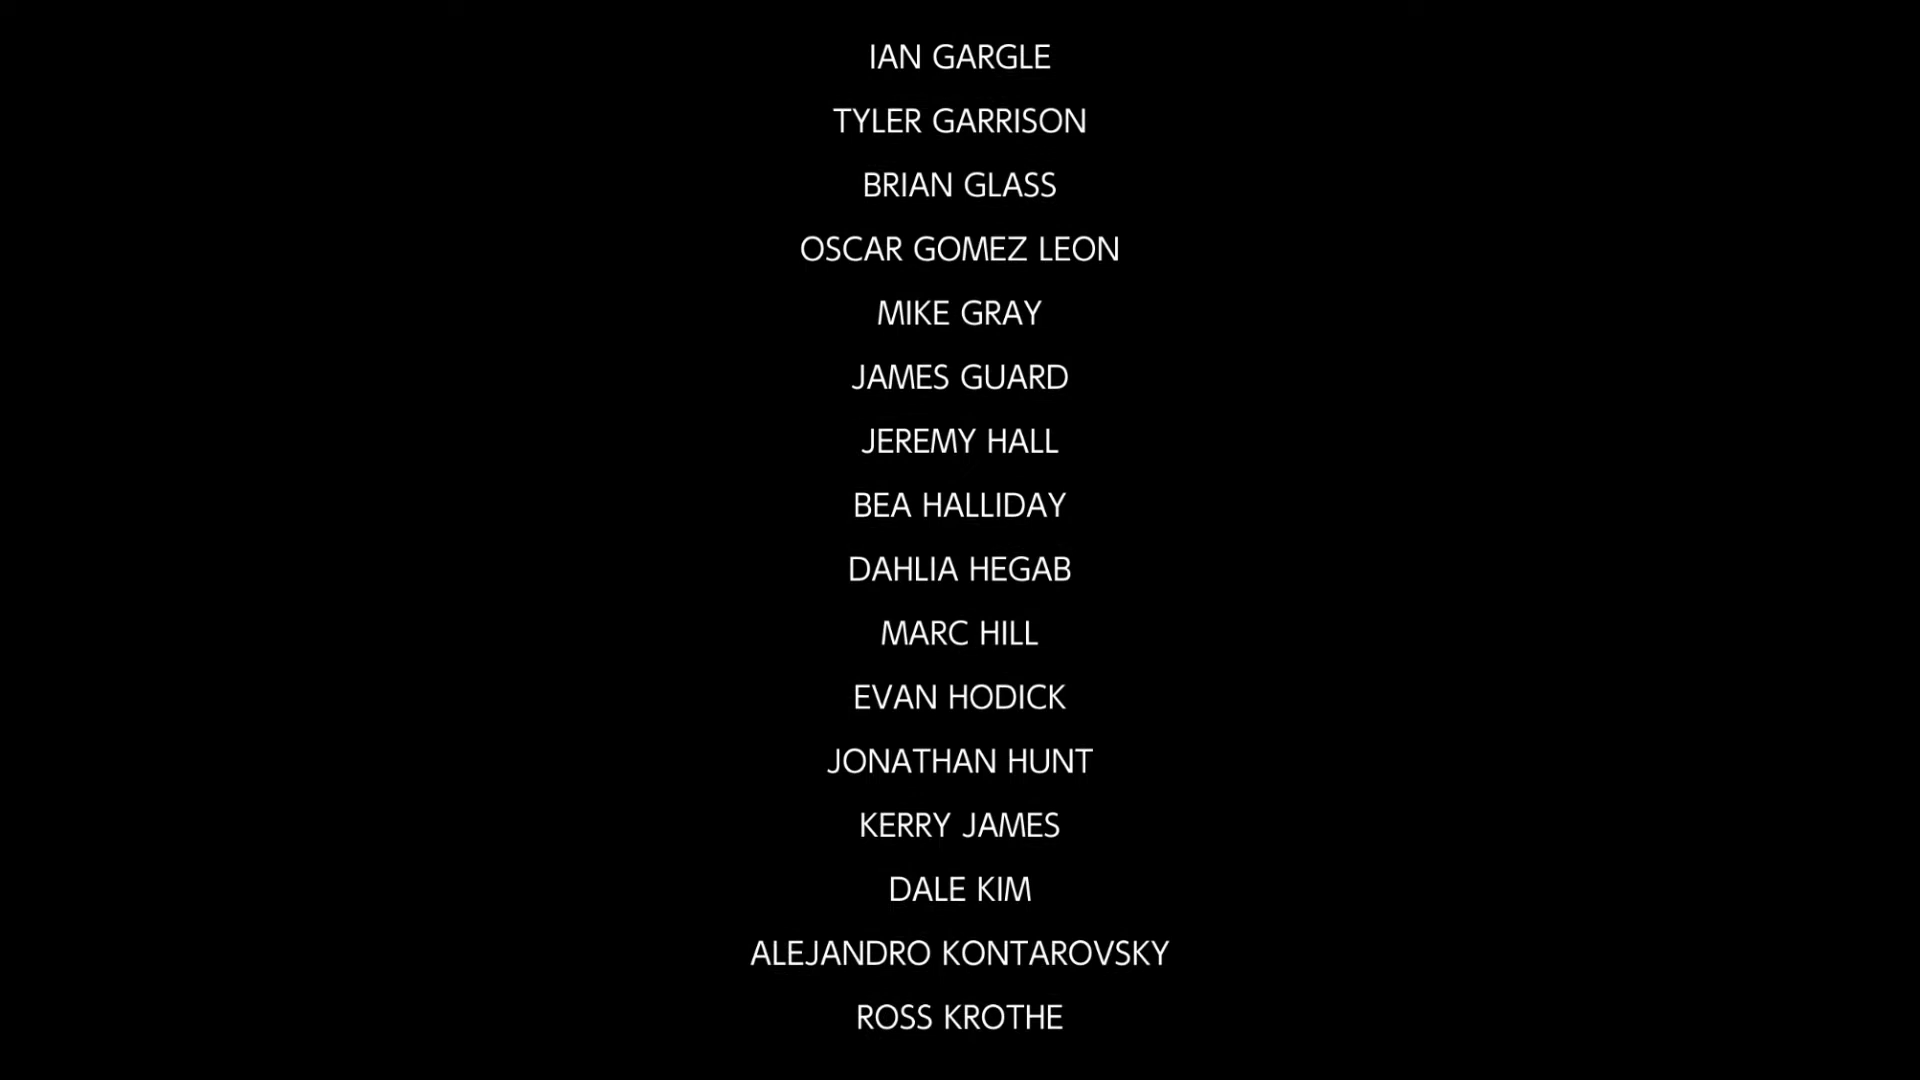 IAN GARGLE
TYLER GARRISON
BRIAN GLASS
OSCAR GOMEZ LEON
MIKE GRAY
JAMES GUARD
JEREMY HALL
BEA HALLIDAY
DAHLIA HEGAB
MARC HILL
EVAN HODICK
JONATHAN HUNT
KERRY JAMES
DALE KIM
ALEJANDRO KONTAROVSKY
ROSS KROTHE